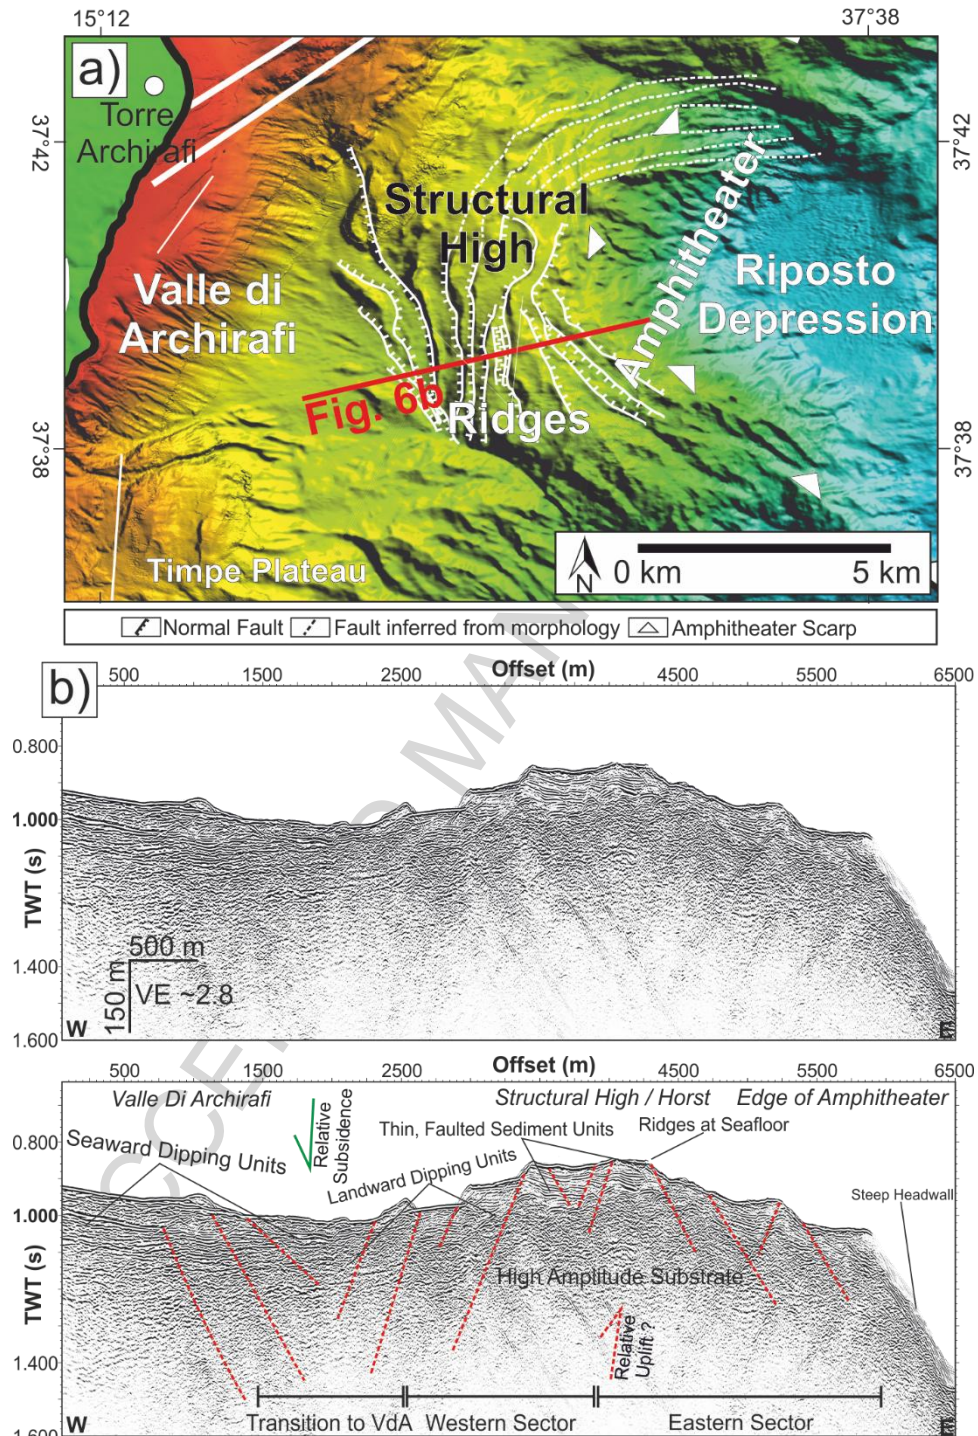 15°12
37°38
a)
Torre
Archirafi
37°42
37°42
Structural
High
Valle di
Archirafi
Amphitheater
Riposto
Depression
Fig. 6b
Ridges
37°38
37°38
Timpe Plateau
N
0 km
5 km
Normal Fault
Fault inferred from morphology
Amphitheater Scarp
b)
Offset (m)
500 1500 2500 4500 5500 6500
0.800
1.000
TWT (s)
1.400
1.600
500 m
150 m
VE ~2.8
W
E
Offset (m)
500 1500 2500 4500 5500 6500
Valle Di Archirafi
Structural High / Horst
Edge of Amphitheater
Relative
Subsidence
Thin, Faulted Sediment Units
Ridges at Seafloor
Seaward Dipping Units
Landward Dipping Units
Steep Headwall
0.800
1.000
TWT (s)
1.400
1.600
High Amplitude Substrate
Relative
Uplift ?
W
E
Transition to VdA
Western Sector
Eastern Sector